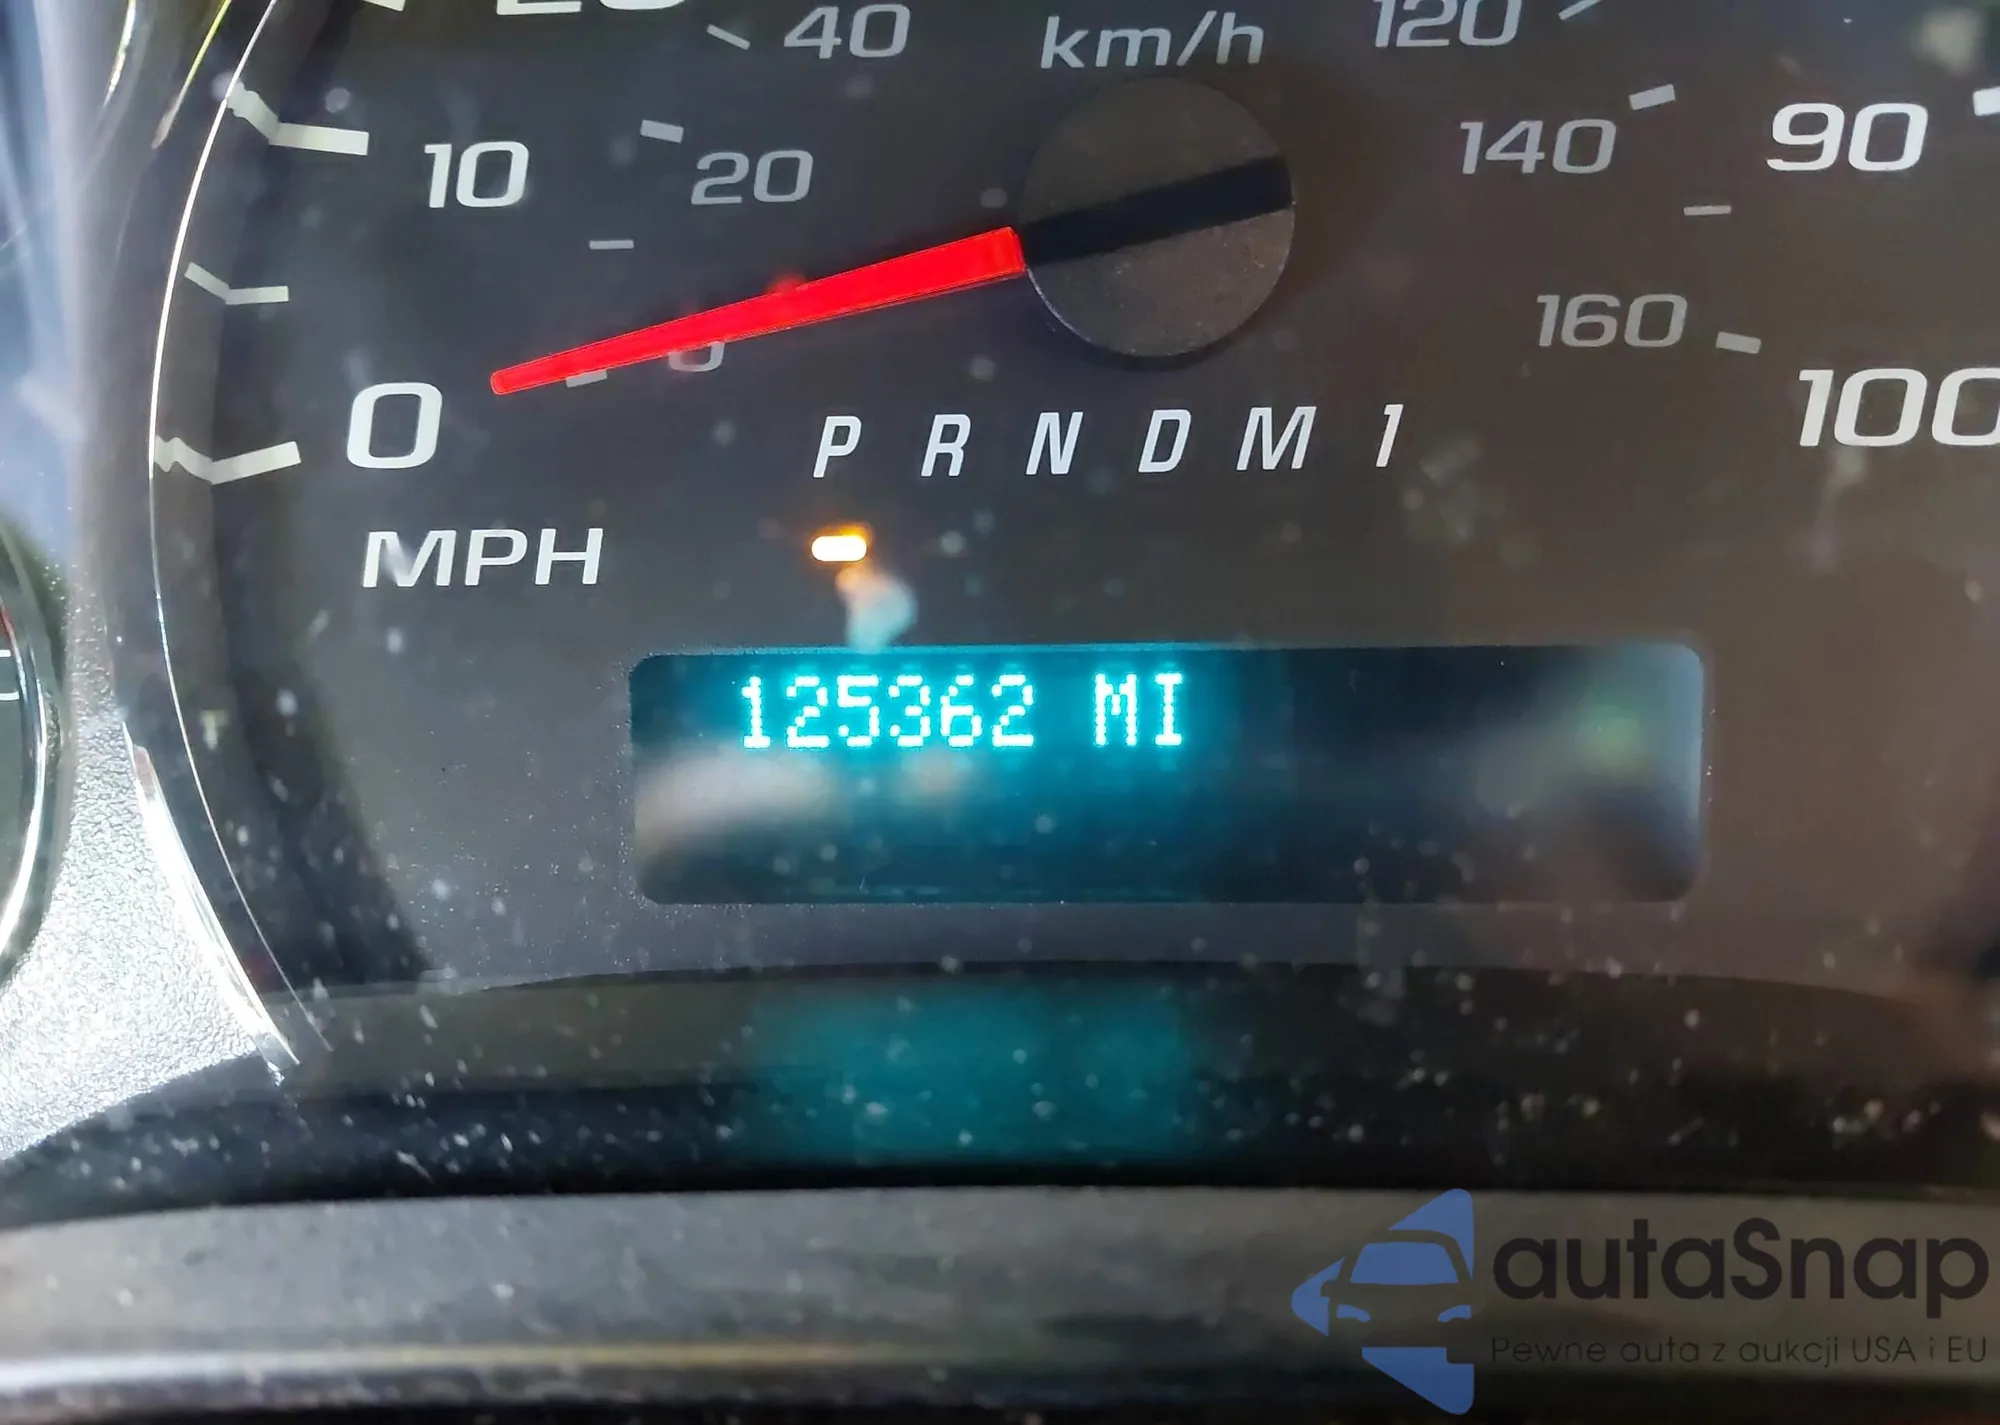 40 km/h 120
10 20 140 90
0 160
0 100
P R N D M 1
MPH
125362 MI
autaSnap
Pewne auta z aukcji USA i EU